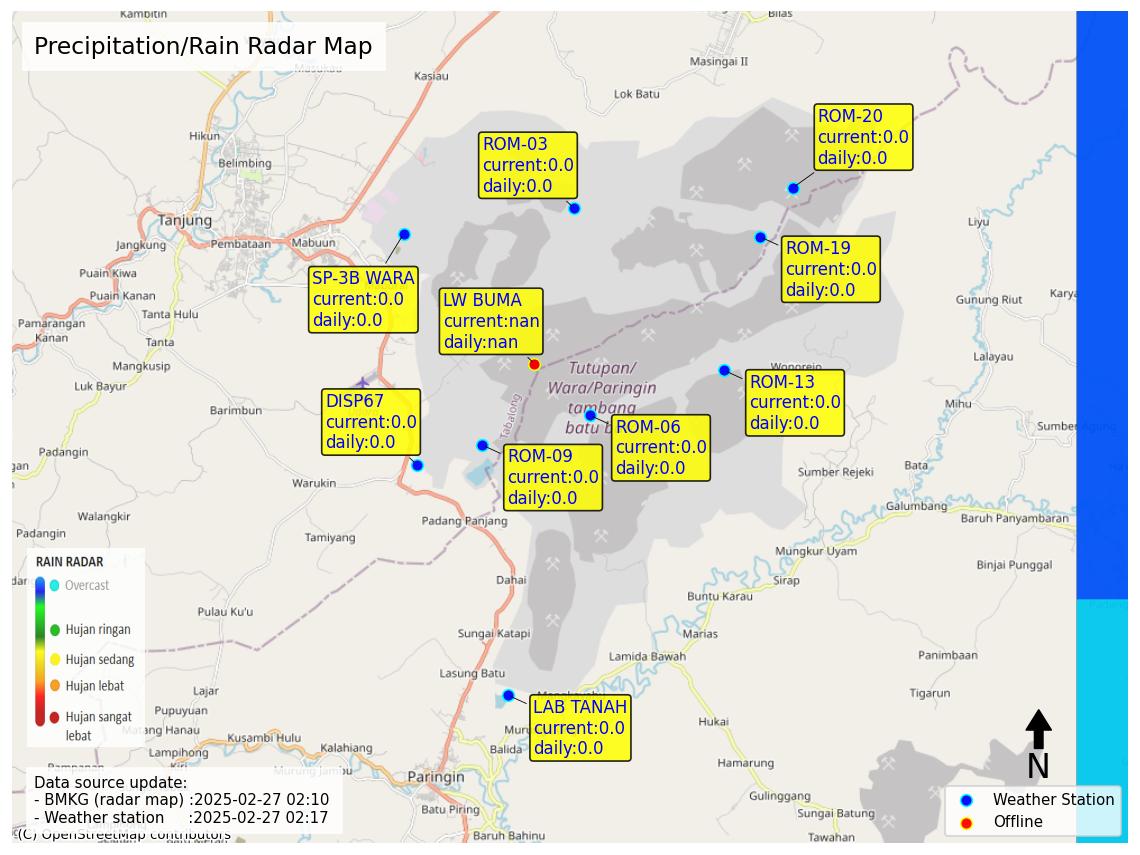 Kambitin
Bilas
Precipitation/Rain Radar Map
Masukau
Kasiau
Masingai II
Lok Batu
Hikun
Belimbing
ROM-03
current:0.0
daily:0.0
ROM-20
current:0.0
daily:0.0
Tanjung
Jangkung
Pembataan
Mabuun
Liyu
Puain Kiwa
Puain Kanan
Tanta Hulu
SP-3B WARA
current:0.0
daily:0.0
ROM-19
current:0.0
daily:0.0
Gunung Riut
Karya
LW BUMA
current:nan
daily:nan
Pamarangan
Kanan
Tanta
Mangkusip
Luk Bayur
Barimbun
Lalayau
Mihu
Wonorejo
Tutupan/
Wara/Paringin
tambang
batu b
Tabalong
ROM-13
current:0.0
daily:0.0
DISP67
current:0.0
daily:0.0
ROM-06
current:0.0
daily:0.0
ROM-09
current:0.0
daily:0.0
Sumber Agung
Padangin
gan
Warukin
Sumber Rejeki
Bata
Galumbang
Baruh Panyambaran
Walangkir
Padangin
Tamiyang
Padang Panjang
Mungkur Uyam
Binjai Punggal
Sirap
Dahai
Buntu Karau
Pulau Ku'u
RAIN RADAR
Overcast
Hujan ringan
Hujan sedang
Hujan lebat
Hujan sangat
lebat
Sungai Katapi
Marias
Lamida Bawah
Panimbaan
Lasung Batu
Tigarun
Lajar
Pupuyuan
Matang Hanau
Kusambi Hulu
Lampihong
Kiri
Kalahiang
Murung Jambu
LAB TANAH
current:0.0
daily:0.0
Balida
Hukai
Hamarung
Paringin
Batu Piring
Baruh Bahinu
Gulinggang
Sungai Batung
Tawahan
N
Data source update:
- BMKG (radar map) :2025-02-27 02:10
- Weather station :2025-02-27 02:17
(C) OpenStreetMap contributors
Weather Station
Offline